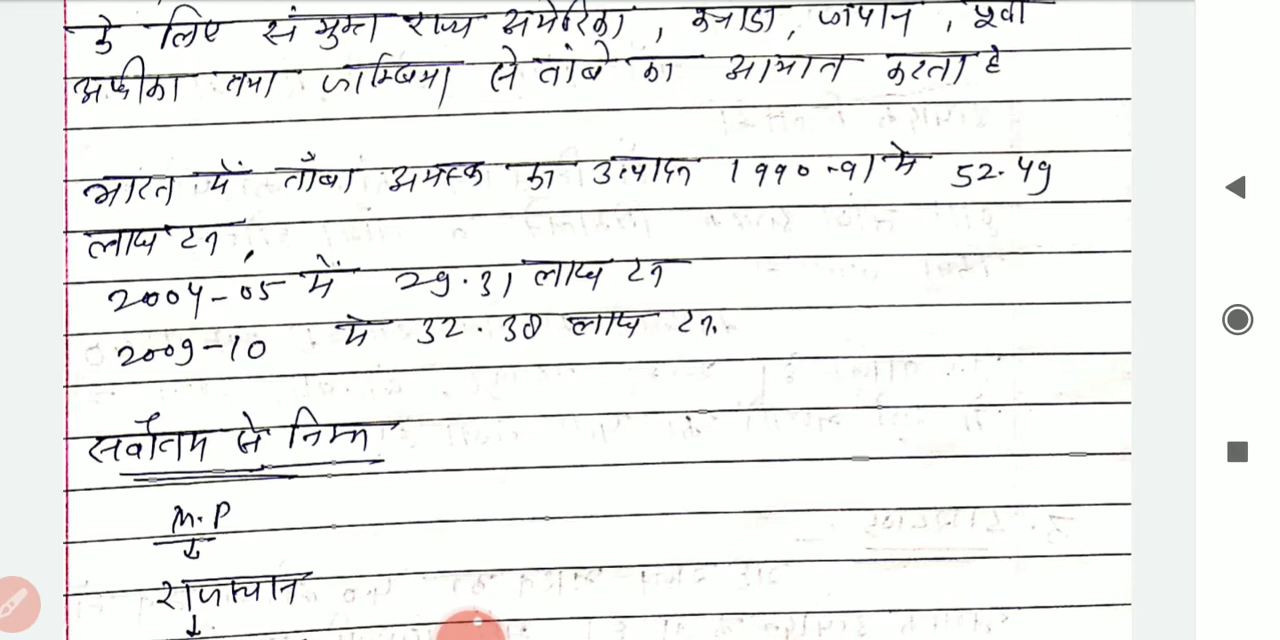 के लिए संयुक्त राज्य अमेरिका, कनाडा, जापान, पूर्वी
अफ्रीका तथा जाम्बिया से तांबे का आयात करता है
भारत में ताँबा अयस्क का उत्पादन 1990-91 मे 52.49
लाख टन,
2004-05 में 29.31 लाख टन
2009-10 मे 32.38 लाख टन.
सर्वोतम से निम्न
M.P
↓
राजस्थान
↓